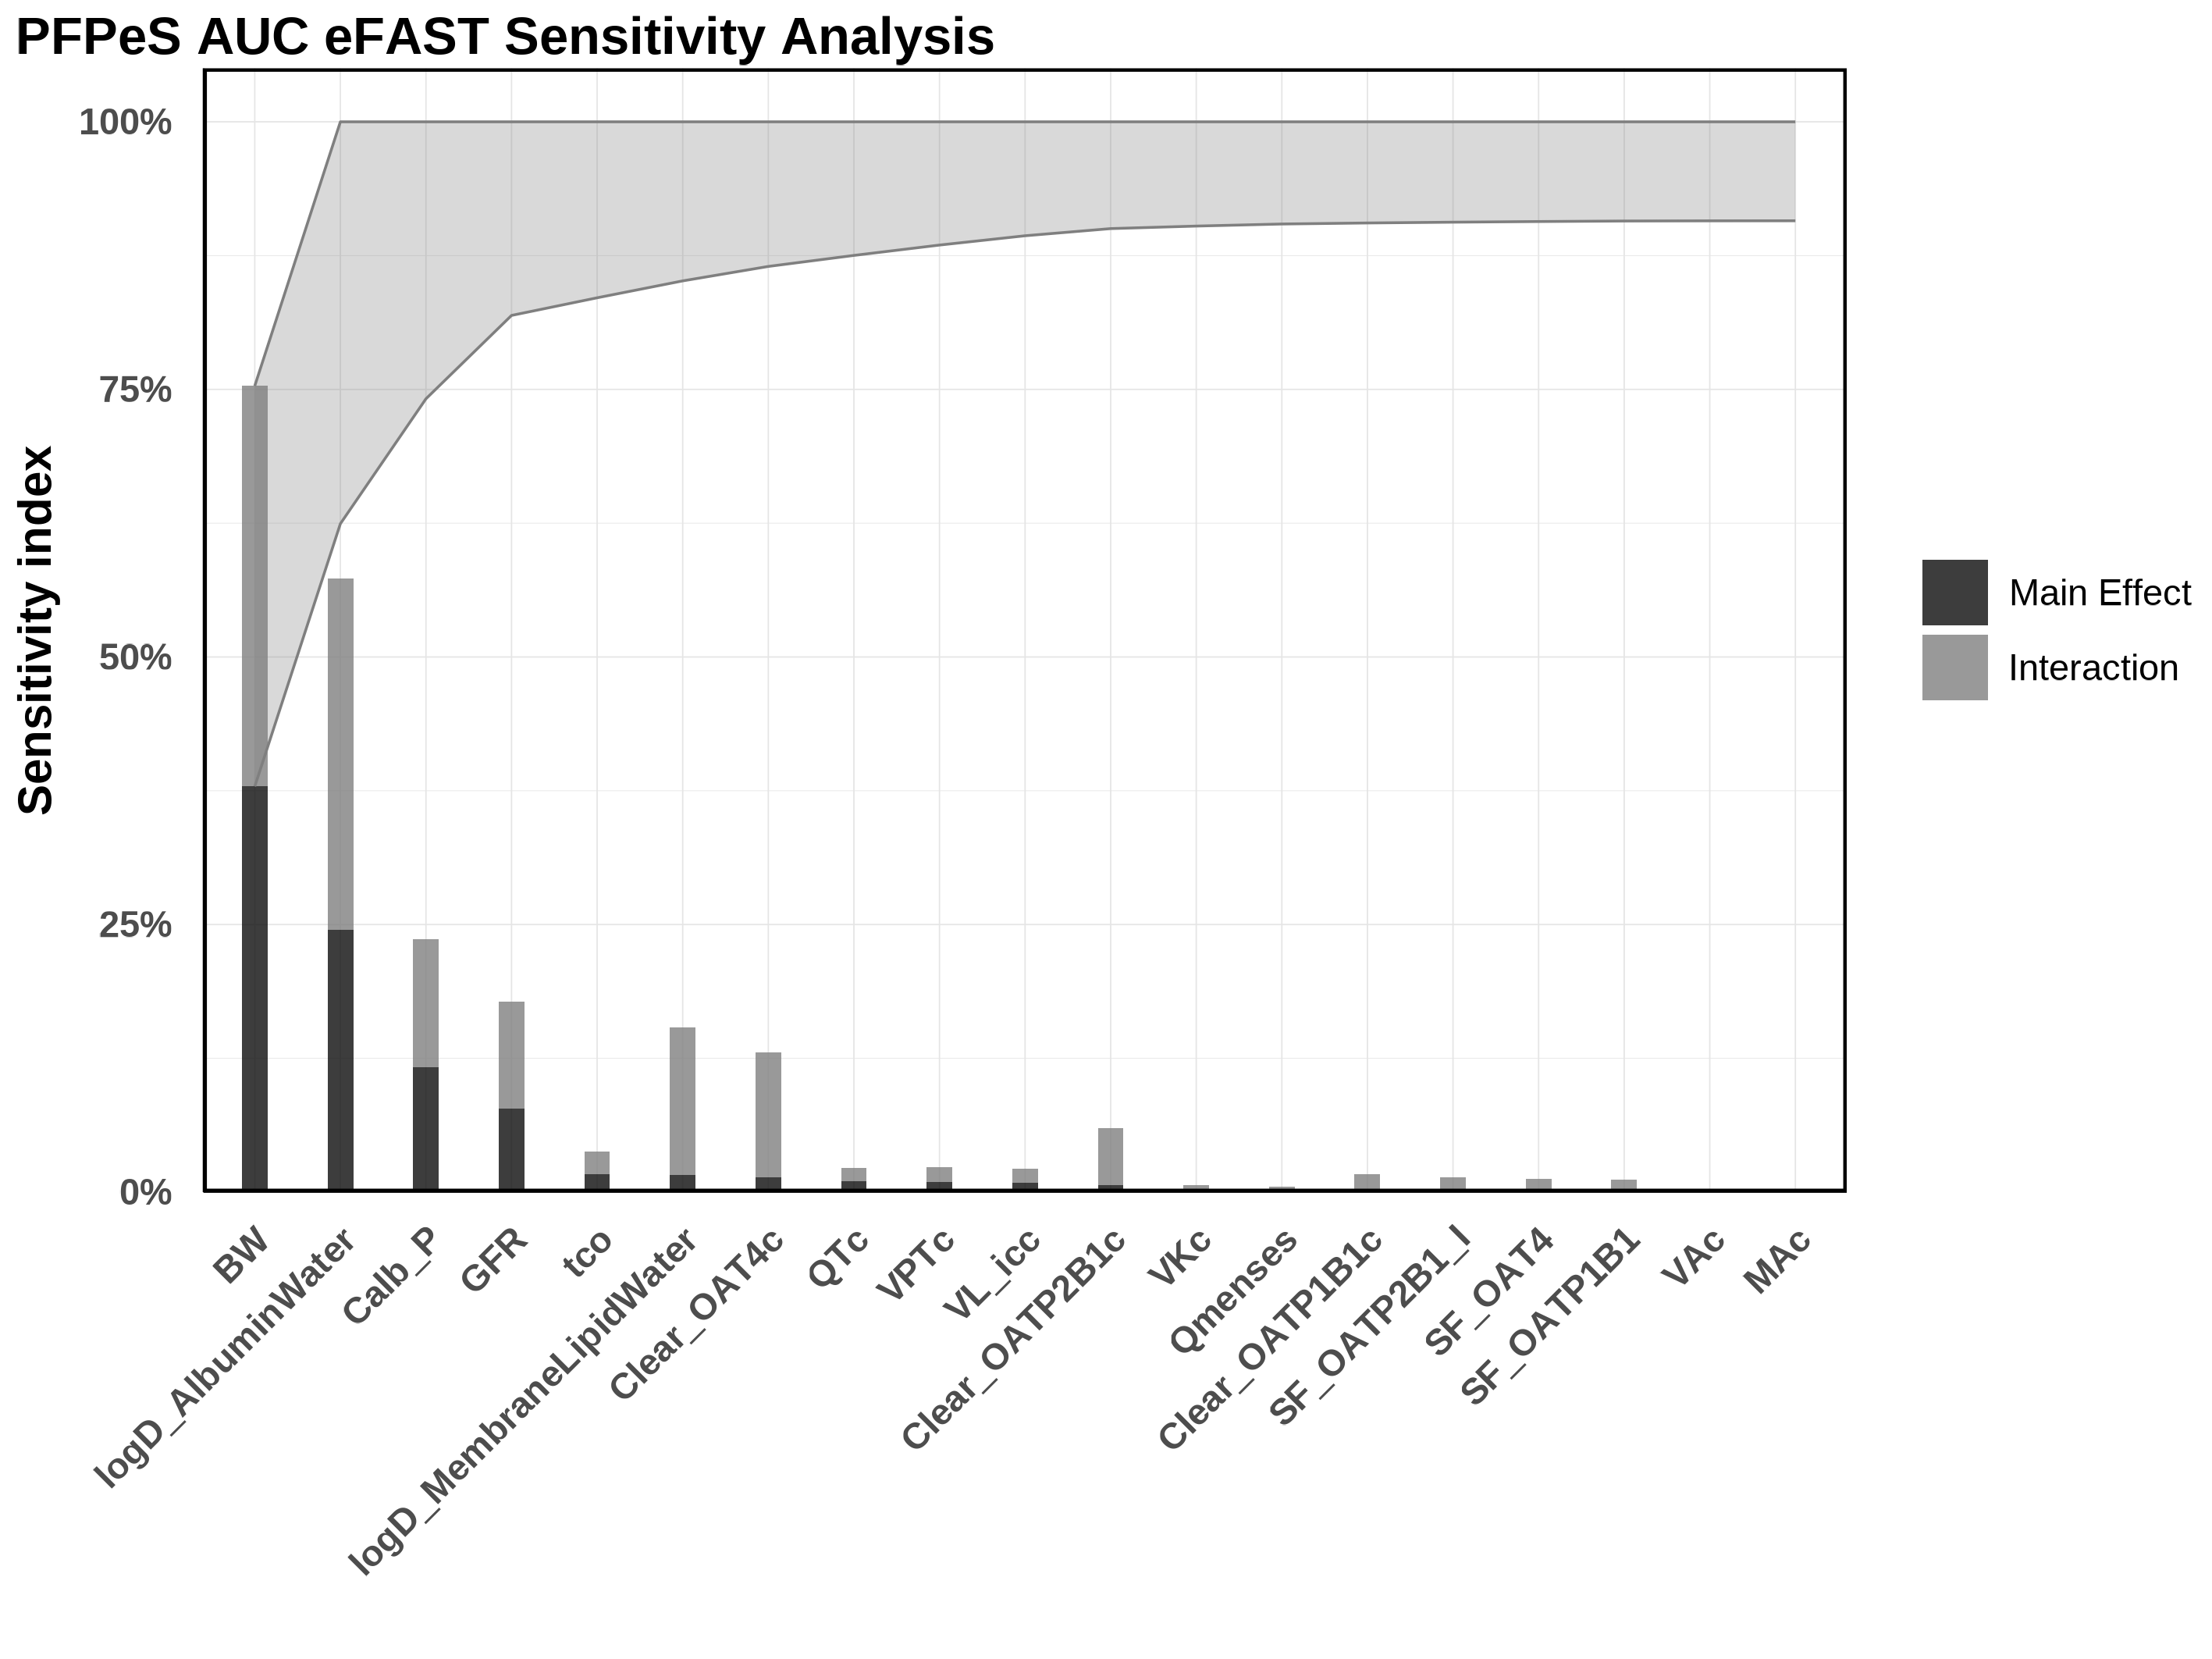 PFPeS AUC eFAST Sensitivity Analysis
Sensitivity index
100%
75%
50%
25%
0%
BW
logD_AlbuminWater
Calb_P
GFR
tco
logD_MembraneLipidWater
Clear_OAT4c
QTc
VPTc
VL_icc
Clear_OATP2B1c
VKc
Qmenses
Clear_OATP1B1c
SF_OATP2B1_I
SF_OAT4
SF_OATP1B1
VAc
MAc
Main Effect
Interaction